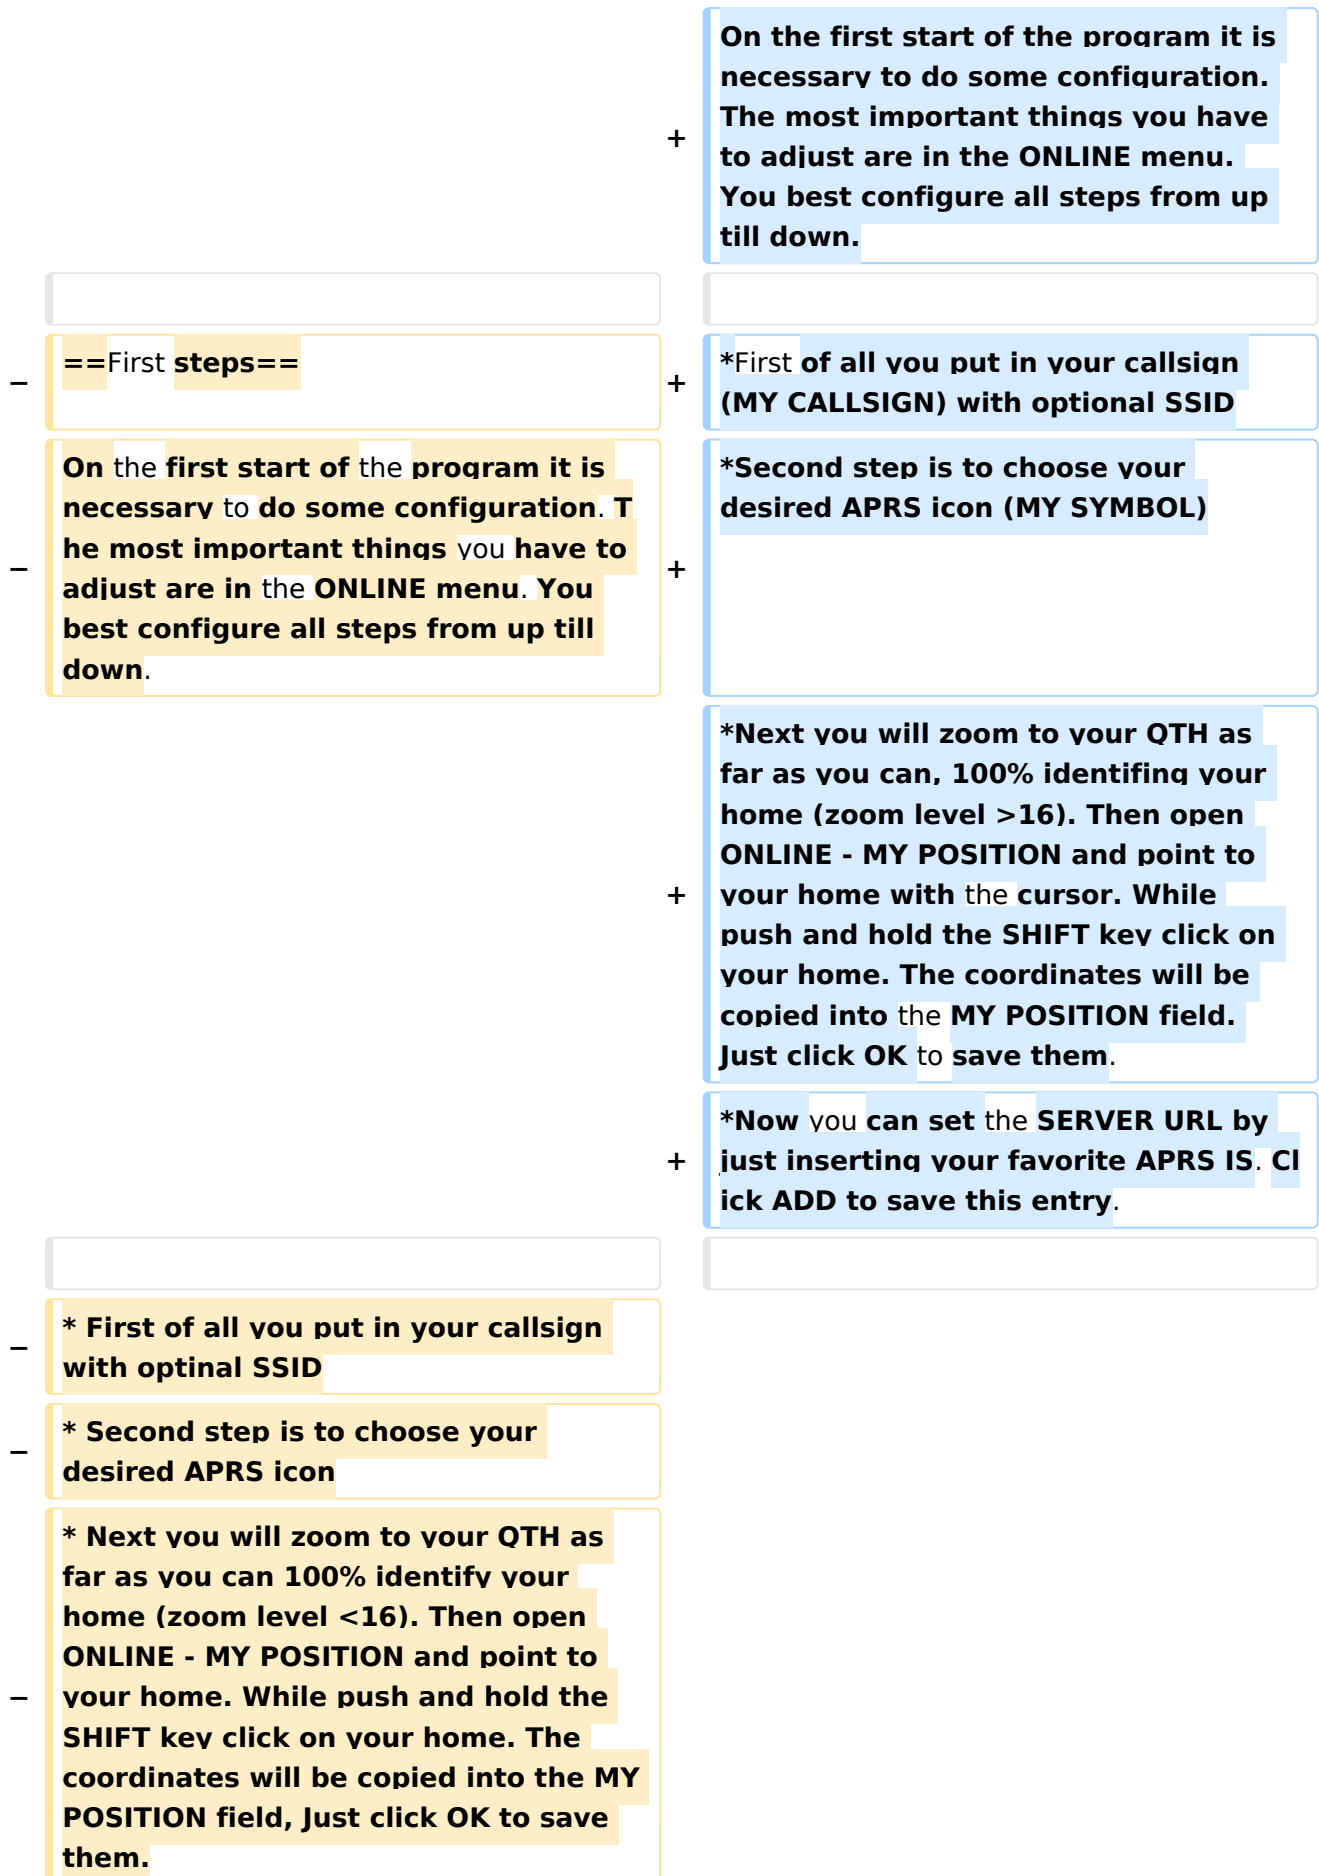 On the first start of the program it is
necessary to do some configuration.
The most important things you have
+
to adjust are in the ONLINE menu.
You best configure all steps from up
till down.
−
==First steps==
+
*First of all you put in your callsign
(MY CALLSIGN) with optional SSID
−
On the first start of the program it is
necessary to do some configuration. T
he most important things you have to
adjust are in the ONLINE menu. You
best configure all steps from up till
down.
+
*Second step is to choose your
desired APRS icon (MY SYMBOL)
*Next you will zoom to your QTH as
far as you can, 100% identifing your
home (zoom level >16). Then open
ONLINE - MY POSITION and point to
+
your home with the cursor. While
push and hold the SHIFT key click on
your home. The coordinates will be
copied into the MY POSITION field.
Just click OK to save them.
*Now you can set the SERVER URL by
+
just inserting your favorite APRS IS. Cl
ick ADD to save this entry.
−
* First of all you put in your callsign
with optinal SSID
−
* Second step is to choose your
desired APRS icon
* Next you will zoom to your QTH as
far as you can 100% identify your
home (zoom level <16). Then open
ONLINE - MY POSITION and point to
−
your home. While push and hold the
SHIFT key click on your home. The
coordinates will be copied into the MY
POSITION field, Just click OK to save
them.